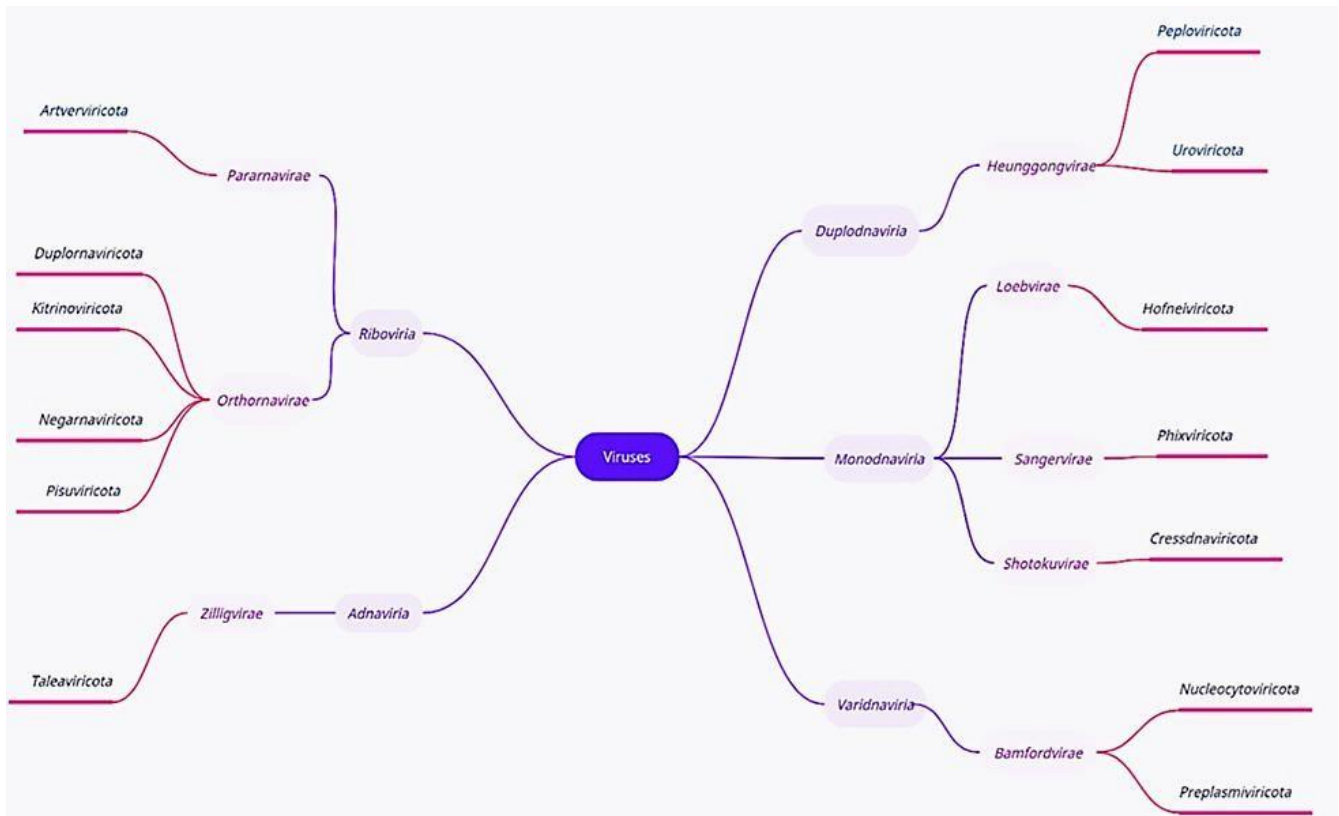 Peploviricota
Artverviricota
Uroviricota
Heunggongvirae
Pararnavirae
Duplodnaviria
Duplornaviricota
Loebvirae
Kitrinoviricota
Hofneiviricota
Riboviria
Orthornavirae
Negarnaviricota
Phixviricota
Viruses
Monodnaviria
Sangervirae
Pisuviricota
Cressdnaviricota
Shotokuvirae
Zilligvirae
Adnaviria
Taleaviricota
Nucleocytoviricota
Varidnaviria
Bamfordvirae
Preplasmiviricota